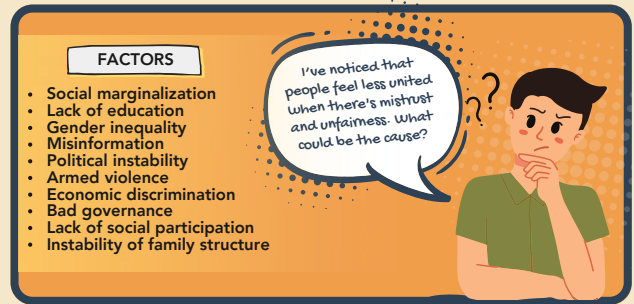 FACTORS
• Social marginalization
• Lack of education
• Gender inequality
• Misinformation
• Political instability
• Armed violence
• Economic discrimination
• Bad governance
• Lack of social participation
• Instability of family structure
I've noticed that
people feel less united
when there's mistrust
and unfairness. What
could be the cause?
??